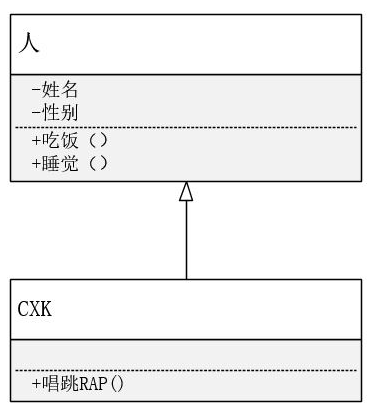 人
-姓名
-性别
+吃饭（）
+睡觉（）
CXK
+唱跳RAP()